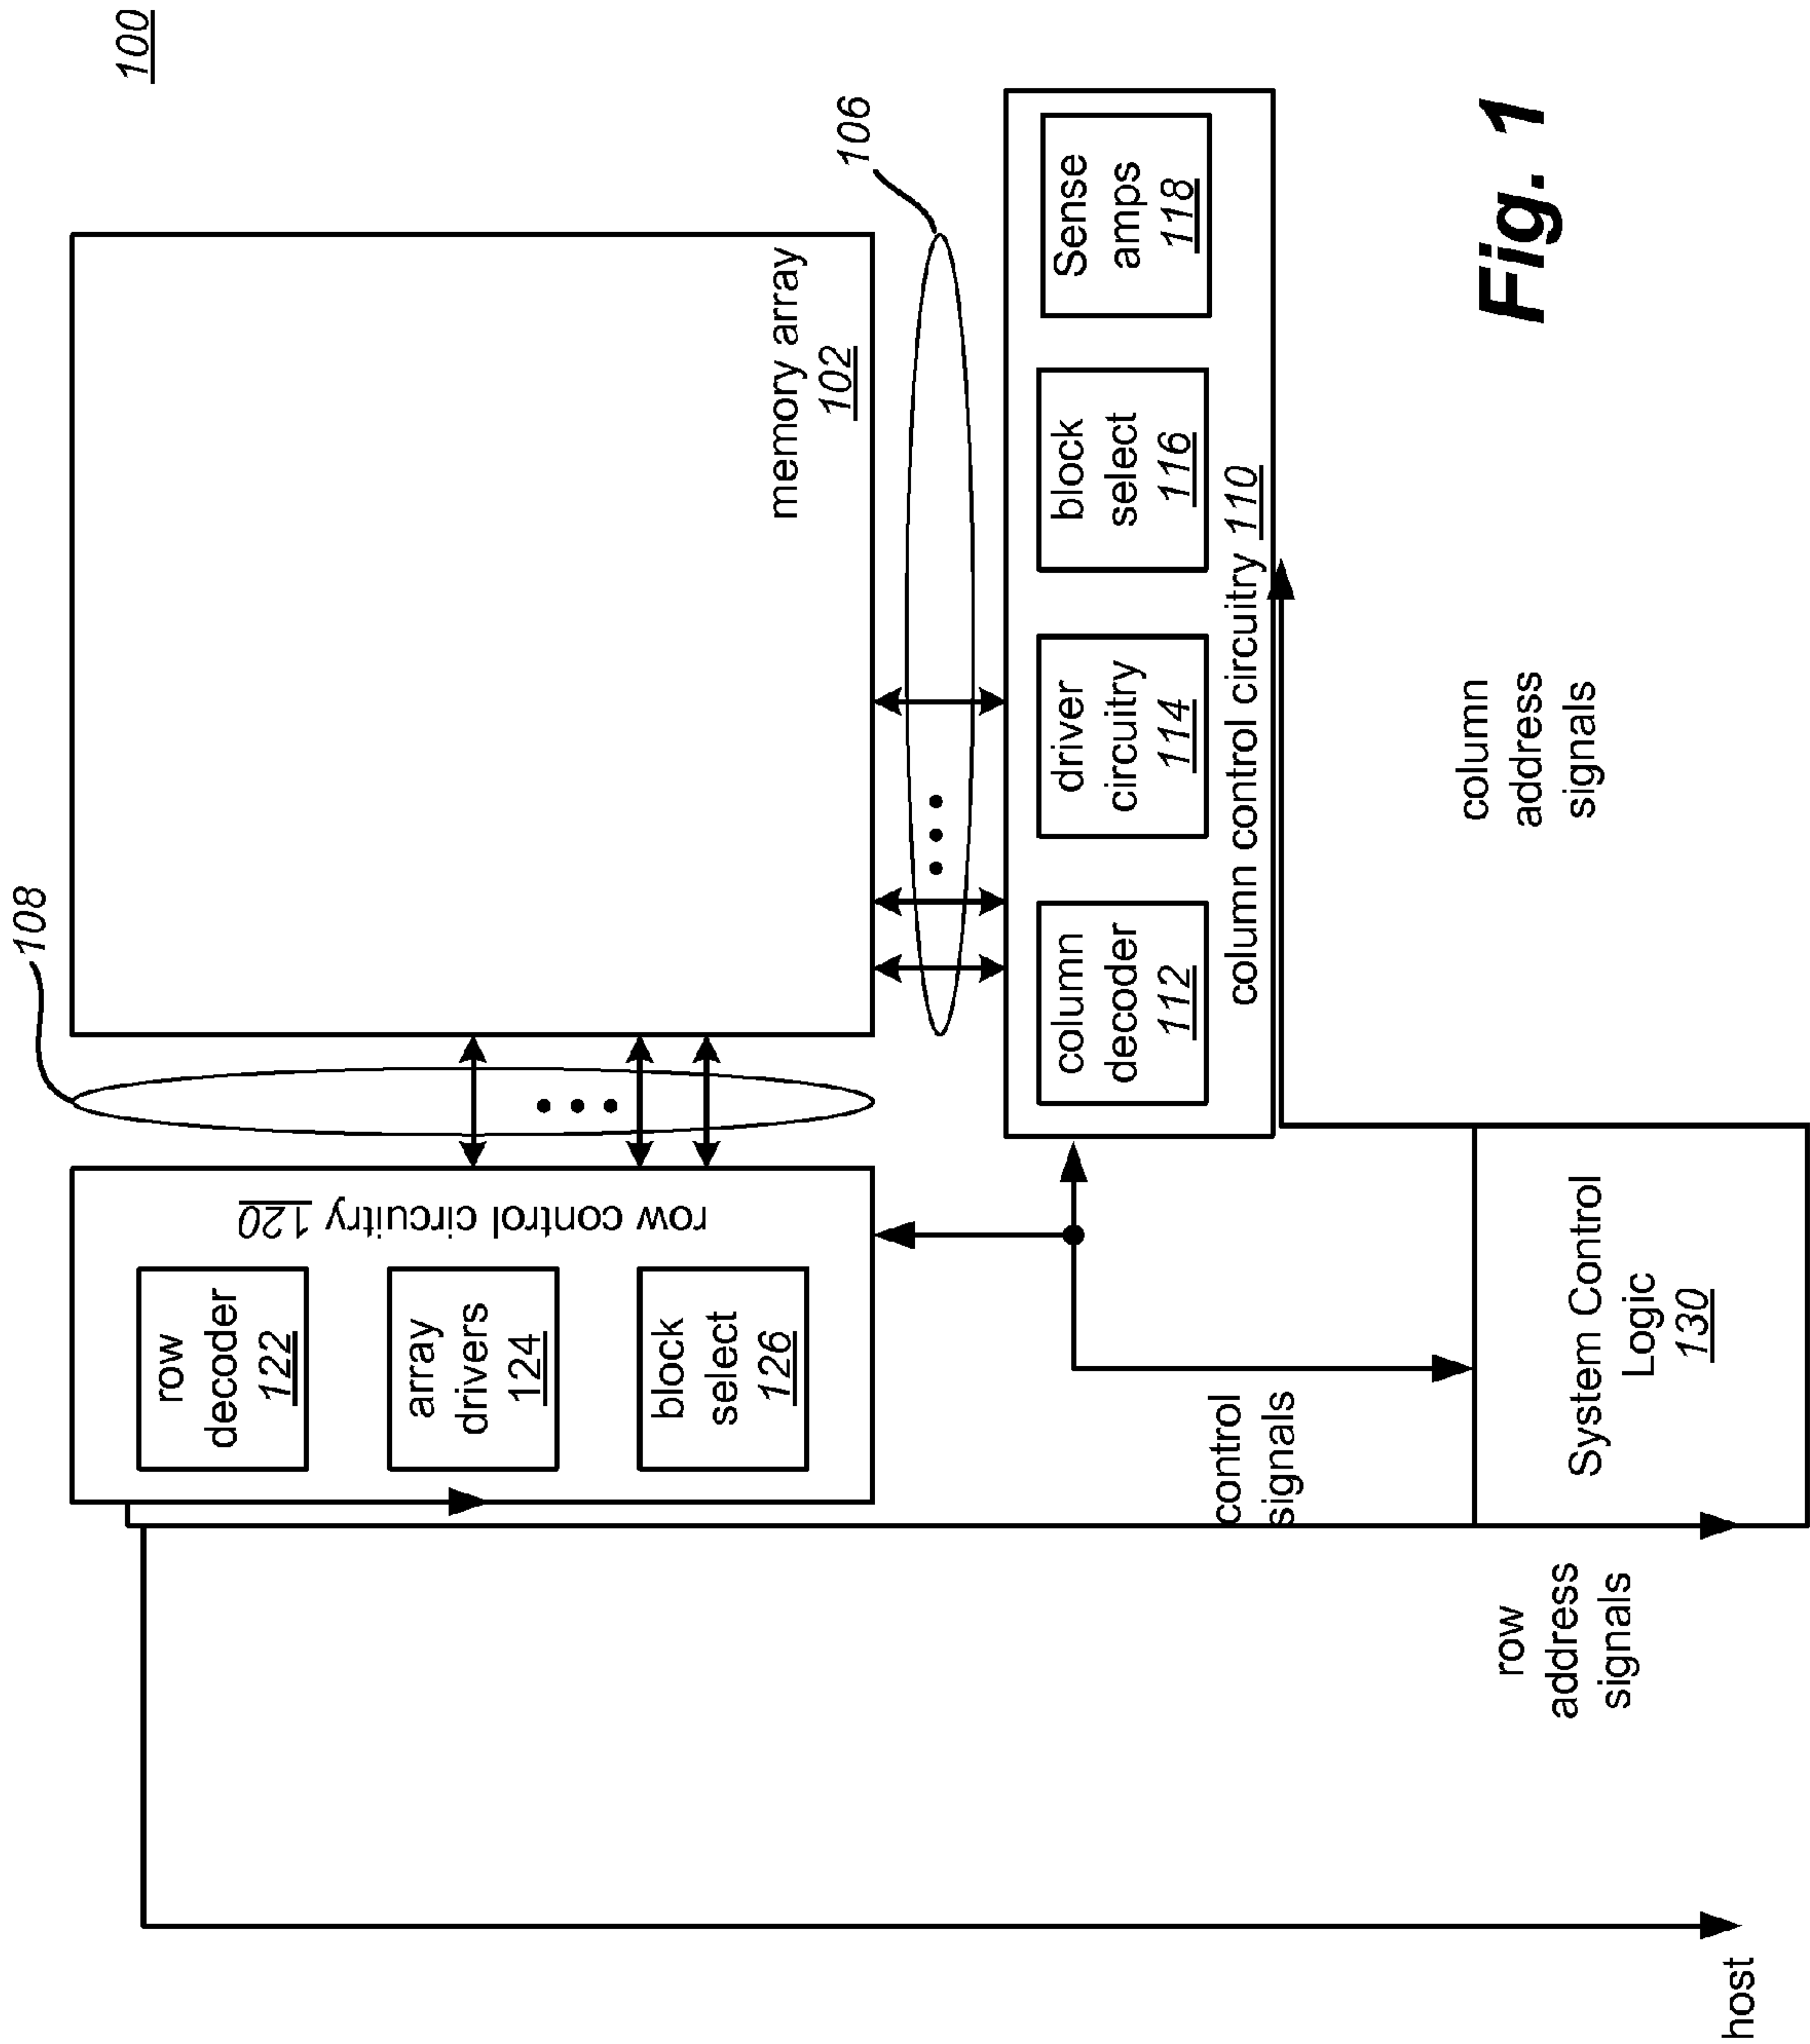 100
108
row
decoder
122
array
drivers
124
block
select
126
row control circuitry 120
memory array
102
106
column
decoder
112
driver
circuitry
114
block
select
116
Sense
amps
118
column control circuitry 110
control
signals
System Control
Logic
130
row
address
signals
column
address
signals
host
Fig. 1